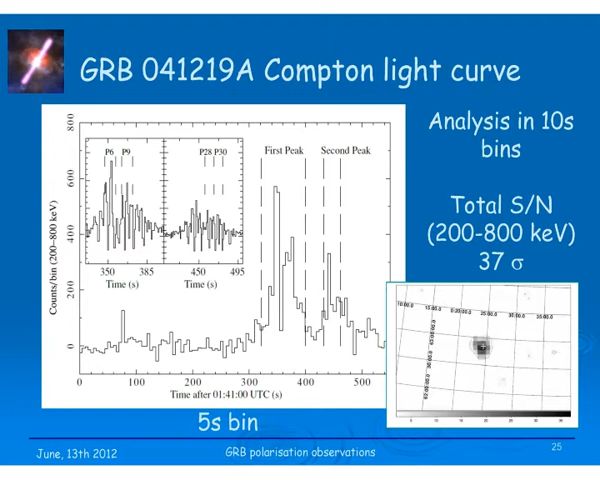 GRB 041219A Compton light curve
Analysis in 10s
bins
Total S/N
(200-800 keV)
37 σ
Counts/bin (200−800 keV)
0
200
400
600
800
P6 P9
P28 P30
First Peak
Second Peak
350 385
Time (s)
450 495
Time (s)
0 100 200 300 400 500
Time after 01:41:00 UTC (s)
5s bin
June, 13th 2012
GRB polarisation observations
25